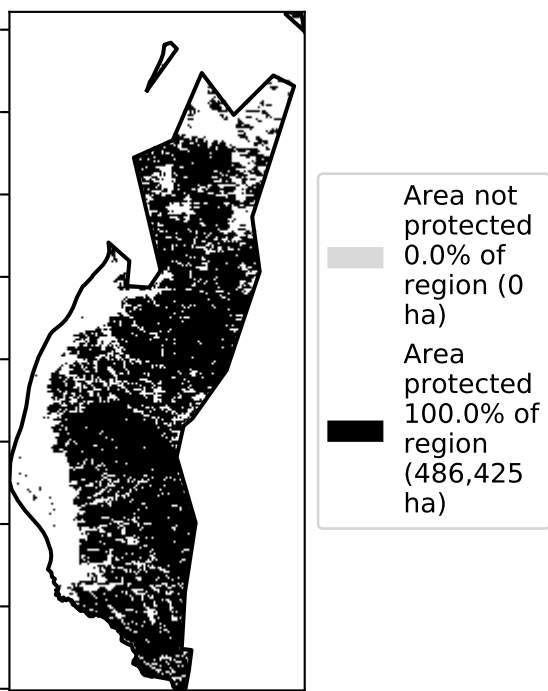 Area not
protected
0.0% of
region (0
ha)
Area
protected
100.0% of
region
(486,425
ha)